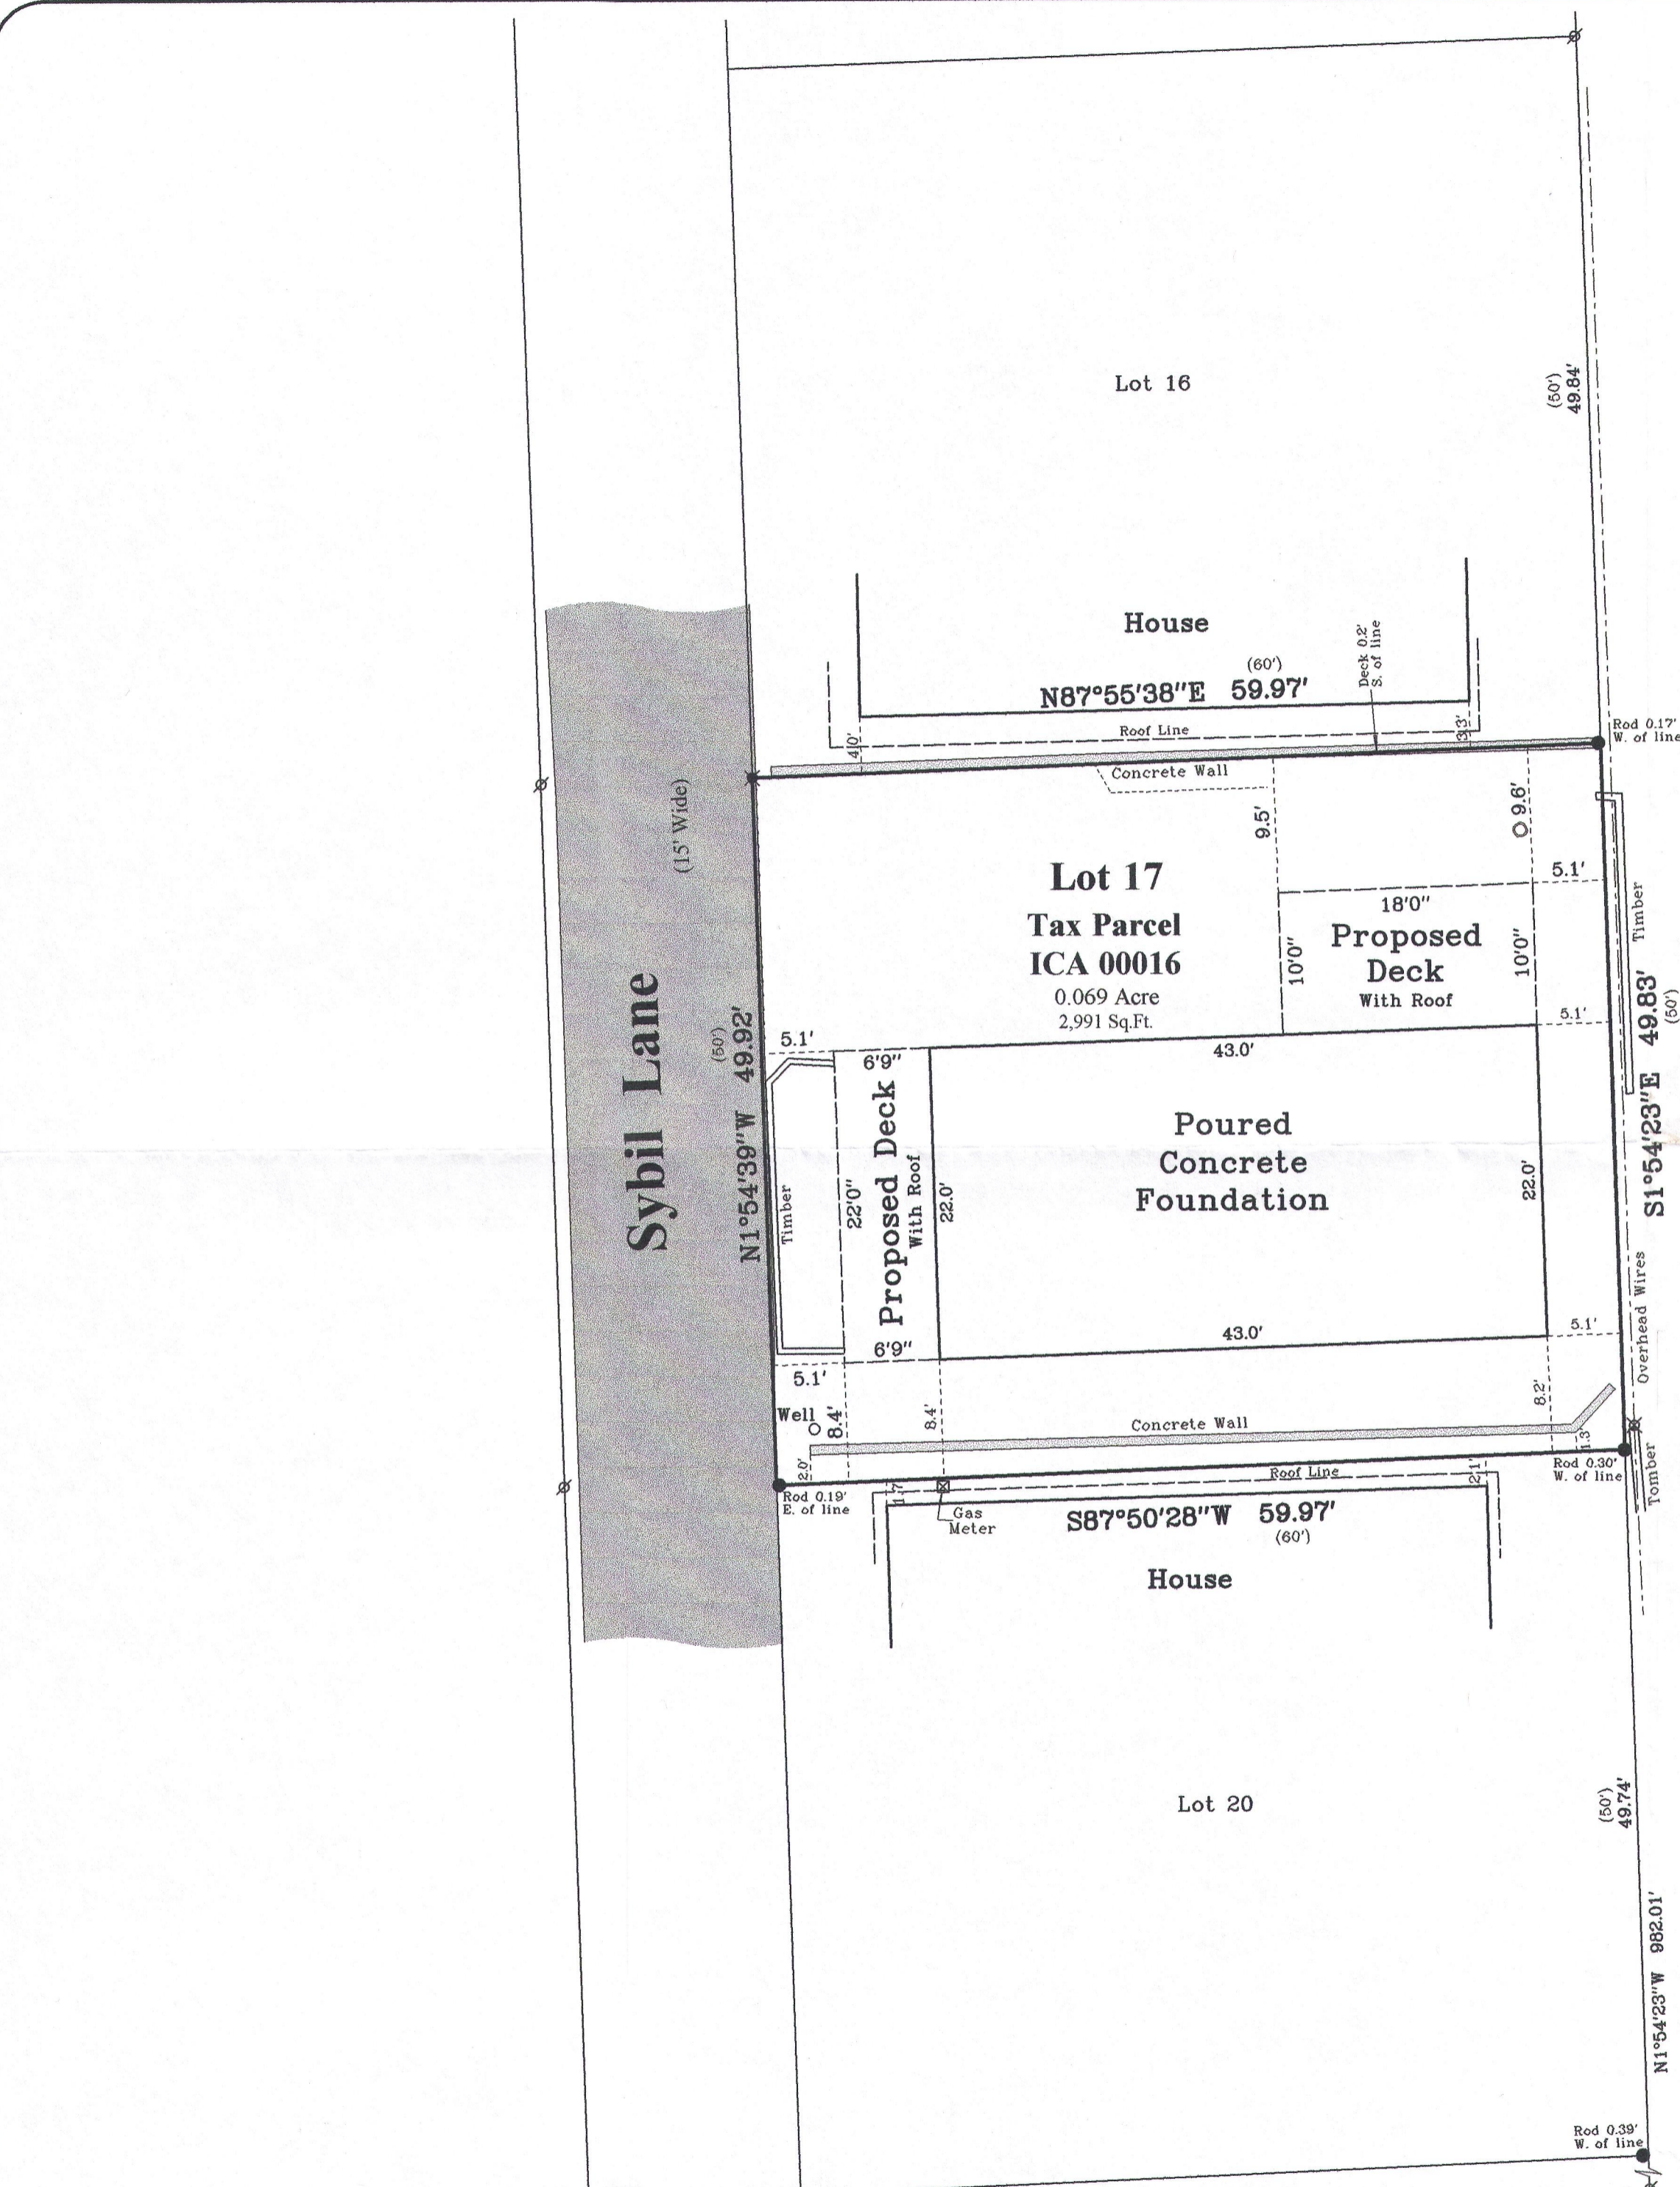 Lot 16
(50')
49.84'
House
(60')
N87°55'38"E 59.97'
Deck 0.2'
S. of line
Roof Line
4.0'
3.3'
Rod 0.17'
W. of line
Concrete Wall
(15' Wide)
Sybil Lane
9.5'
9.6'
Lot 17
Tax Parcel
ICA 00016
0.069 Acre
2,991 Sq.Ft.
5.1'
18'0"
Proposed
Deck
With Roof
10'0"
10'0"
Timber
(50')
49.92'
N1°54'39"W
S1°54'23"E 49.83'
(50')
5.1'
5.1'
6'9"
43.0'
Poured
Concrete
Foundation
Timber
22'0"
Proposed Deck
With Roof
22.0'
22.0'
43.0'
5.1'
6'9"
5.1'
Overhead Wires
Well
8.4'
8.4'
8.2'
Concrete Wall
2.0'
1.3'
Rod 0.19'
E. of line
1.7'
Roof Line
2.1'
Rod 0.30'
W. of line
Tomber
Gas
Meter
S87°50'28"W 59.97'
(60')
House
Lot 20
(50')
49.74'
N1°54'23"W 982.01'
Rod 0.39'
W. of line